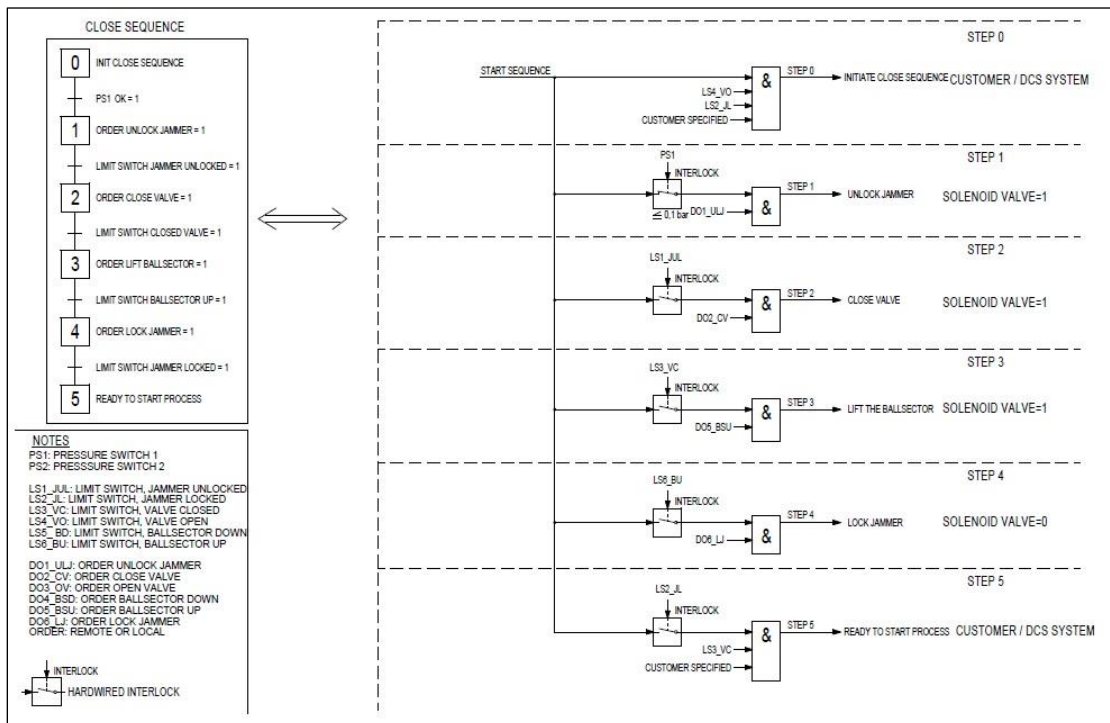 CLOSE SEQUENCE
0 INIT CLOSE SEQUENCE
PS1 OK = 1
1 ORDER UNLOCK JAMMER = 1
LIMIT SWITCH JAMMER UNLOCKED = 1
2 ORDER CLOSE VALVE = 1
LIMIT SWITCH CLOSED VALVE = 1
3 ORDER LIFT BALLSECTOR = 1
LIMIT SWITCH BALLSECTOR UP = 1
4 ORDER LOCK JAMMER = 1
LIMIT SWITCH JAMMER LOCKED = 1
5 READY TO START PROCESS
NOTES
PS1: PRESSURE SWITCH 1
PS2: PRESSSURE SWITCH 2
LS1_JUL: LIMIT SWITCH, JAMMER UNLOCKED
LS2_JL: LIMIT SWITCH, JAMMER LOCKED
LS3_VC: LIMIT SWITCH, VALVE CLOSED
LS4_VO: LIMIT SWITCH, VALVE OPEN
LS5_BD: LIMIT SWITCH, BALLSECTOR DOWN
LS6_BU: LIMIT SWITCH, BALLSECTOR UP
DO1_ULJ: ORDER UNLOCK JAMMER
DO2_CV: ORDER CLOSE VALVE
DO3_OV: ORDER OPEN VALVE
DO4_BSD: ORDER BALLSECTOR DOWN
DO5_BSU: ORDER BALLSECTOR UP
DO6_LJ: ORDER LOCK JAMMER
ORDER: REMOTE OR LOCAL
INTERLOCK
HARDWIRED INTERLOCK
STEP 0
START SEQUENCE
& STEP 0 INITIATE CLOSE SEQUENCE CUSTOMER / DCS SYSTEM
LS4_VO
LS2_JL
CUSTOMER SPECIFIED
STEP 1
PS1
INTERLOCK
& STEP 1 UNLOCK JAMMER SOLENOID VALVE=1
≤ 0,1 bar DO1_ULJ
STEP 2
LS1_JUL
INTERLOCK
& STEP 2 CLOSE VALVE SOLENOID VALVE=1
DO2_CV
STEP 3
LS3_VC
INTERLOCK
& STEP 3 LIFT THE BALLSECTOR SOLENOID VALVE=1
DO5_BSU
STEP 4
LS6_BU
INTERLOCK
& STEP 4 LOCK JAMMER SOLENOID VALVE=0
DO6_LJ
STEP 5
LS2_JL
INTERLOCK
& STEP 5 READY TO START PROCESS CUSTOMER / DCS SYSTEM
LS3_VC
CUSTOMER SPECIFIED